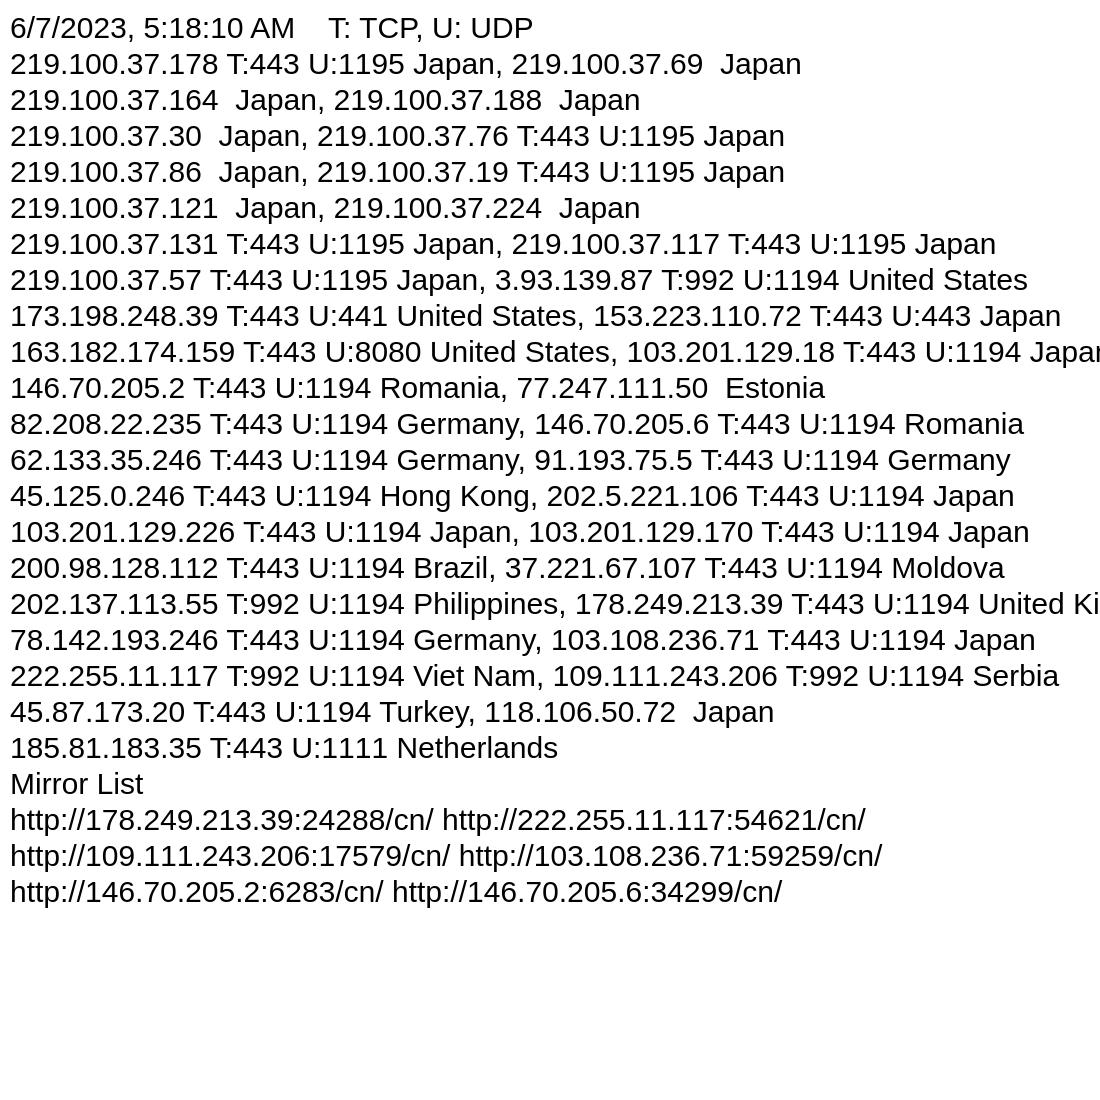 6/7/2023, 5:18:10 AM    T: TCP, U: UDP
219.100.37.178 T:443 U:1195 Japan, 219.100.37.69  Japan
219.100.37.164  Japan, 219.100.37.188  Japan
219.100.37.30  Japan, 219.100.37.76 T:443 U:1195 Japan
219.100.37.86  Japan, 219.100.37.19 T:443 U:1195 Japan
219.100.37.121  Japan, 219.100.37.224  Japan
219.100.37.131 T:443 U:1195 Japan, 219.100.37.117 T:443 U:1195 Japan
219.100.37.57 T:443 U:1195 Japan, 3.93.139.87 T:992 U:1194 United States
173.198.248.39 T:443 U:441 United States, 153.223.110.72 T:443 U:443 Japan
163.182.174.159 T:443 U:8080 United States, 103.201.129.18 T:443 U:1194 Japan
146.70.205.2 T:443 U:1194 Romania, 77.247.111.50  Estonia
82.208.22.235 T:443 U:1194 Germany, 146.70.205.6 T:443 U:1194 Romania
62.133.35.246 T:443 U:1194 Germany, 91.193.75.5 T:443 U:1194 Germany
45.125.0.246 T:443 U:1194 Hong Kong, 202.5.221.106 T:443 U:1194 Japan
103.201.129.226 T:443 U:1194 Japan, 103.201.129.170 T:443 U:1194 Japan
200.98.128.112 T:443 U:1194 Brazil, 37.221.67.107 T:443 U:1194 Moldova
202.137.113.55 T:992 U:1194 Philippines, 178.249.213.39 T:443 U:1194 United Ki
78.142.193.246 T:443 U:1194 Germany, 103.108.236.71 T:443 U:1194 Japan
222.255.11.117 T:992 U:1194 Viet Nam, 109.111.243.206 T:992 U:1194 Serbia
45.87.173.20 T:443 U:1194 Turkey, 118.106.50.72  Japan
185.81.183.35 T:443 U:1111 Netherlands
Mirror List
http://178.249.213.39:24288/cn/ http://222.255.11.117:54621/cn/
http://109.111.243.206:17579/cn/ http://103.108.236.71:59259/cn/
http://146.70.205.2:6283/cn/ http://146.70.205.6:34299/cn/